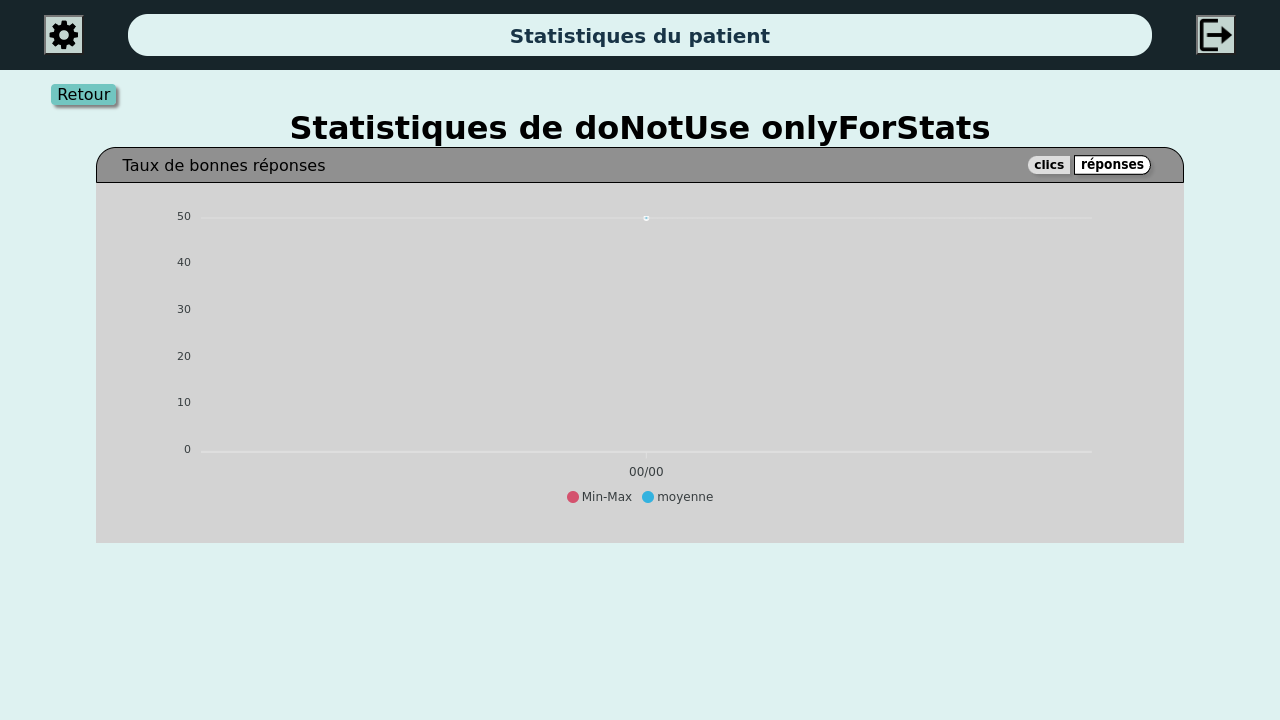 Statistiques du patient
Retour
Statistiques de doNotUse onlyForStats
Taux de bonnes réponses
clics réponses
50
40
30
20
10
0
00/00
Min-Max moyenne